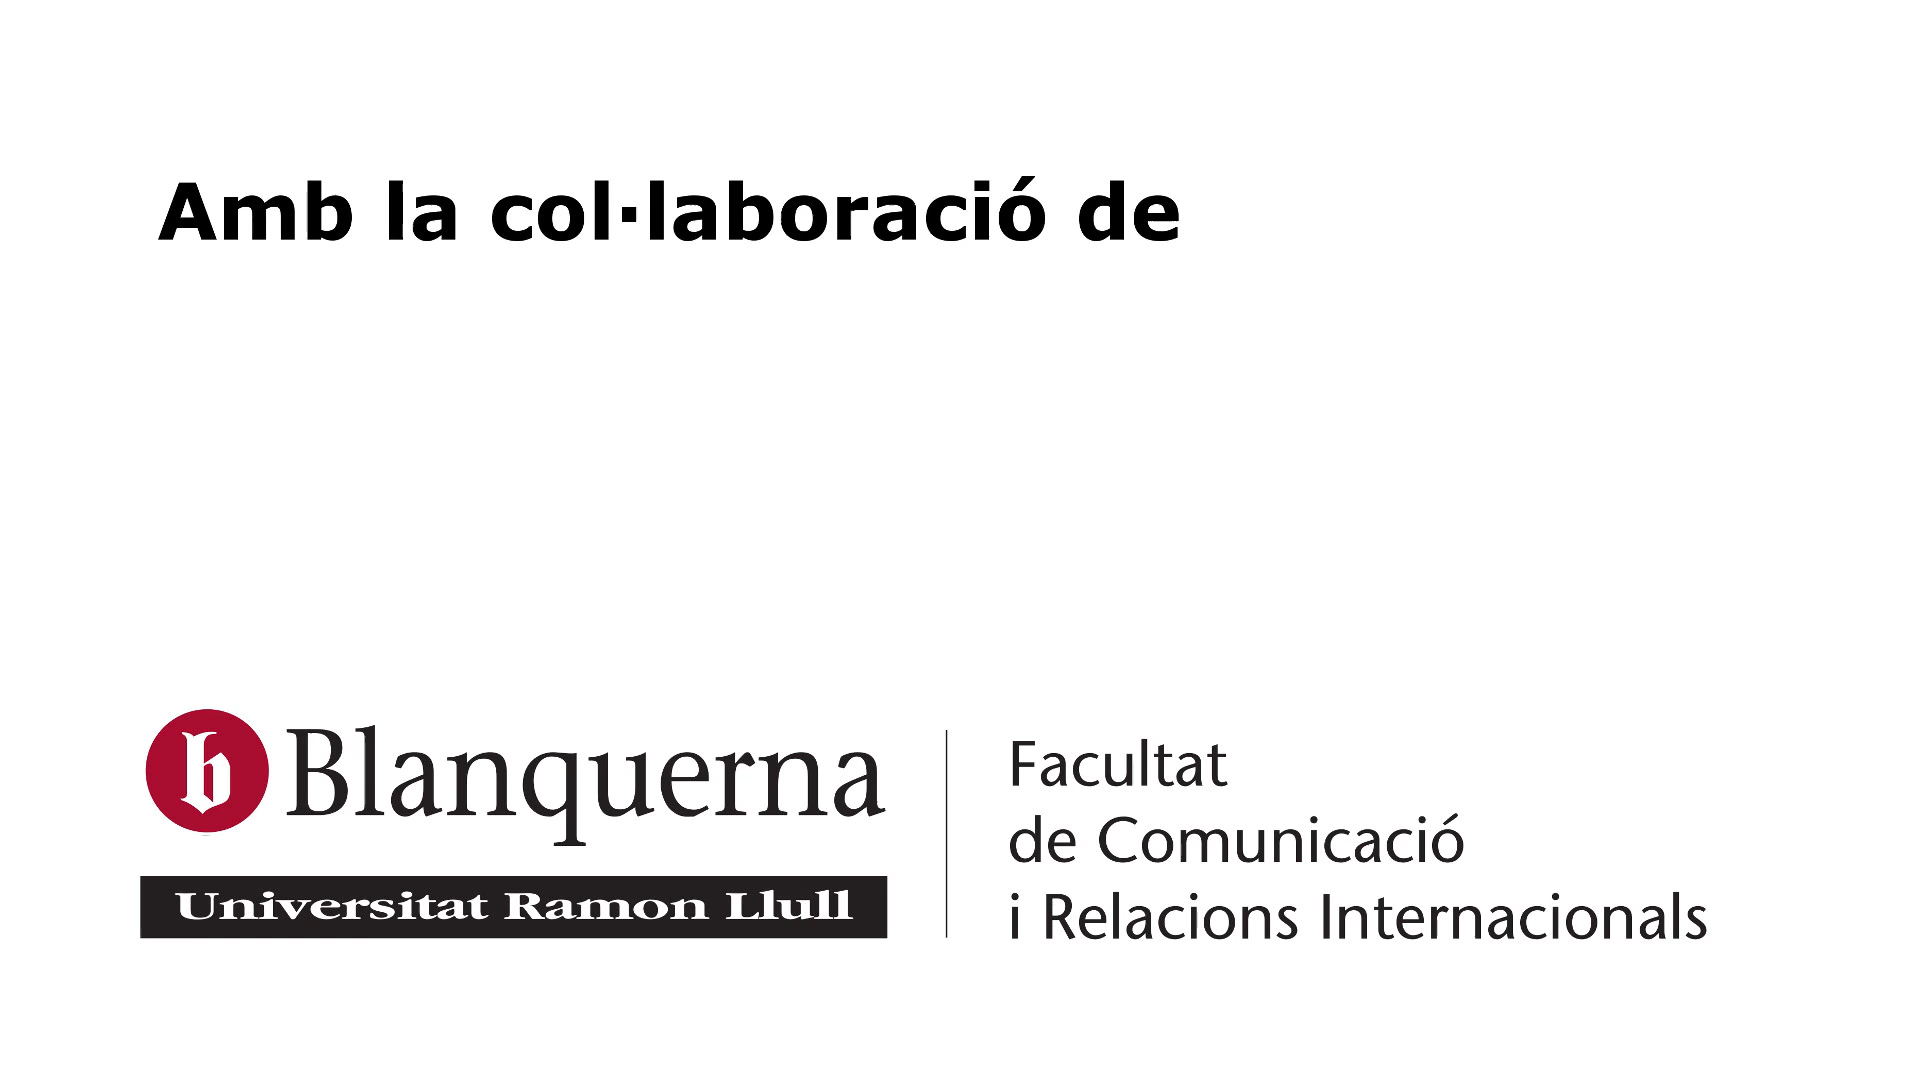 Amb la col·laboració de
b Blanquerna
Universitat Ramon Llull
Facultat
de Comunicació
i Relacions Internacionals